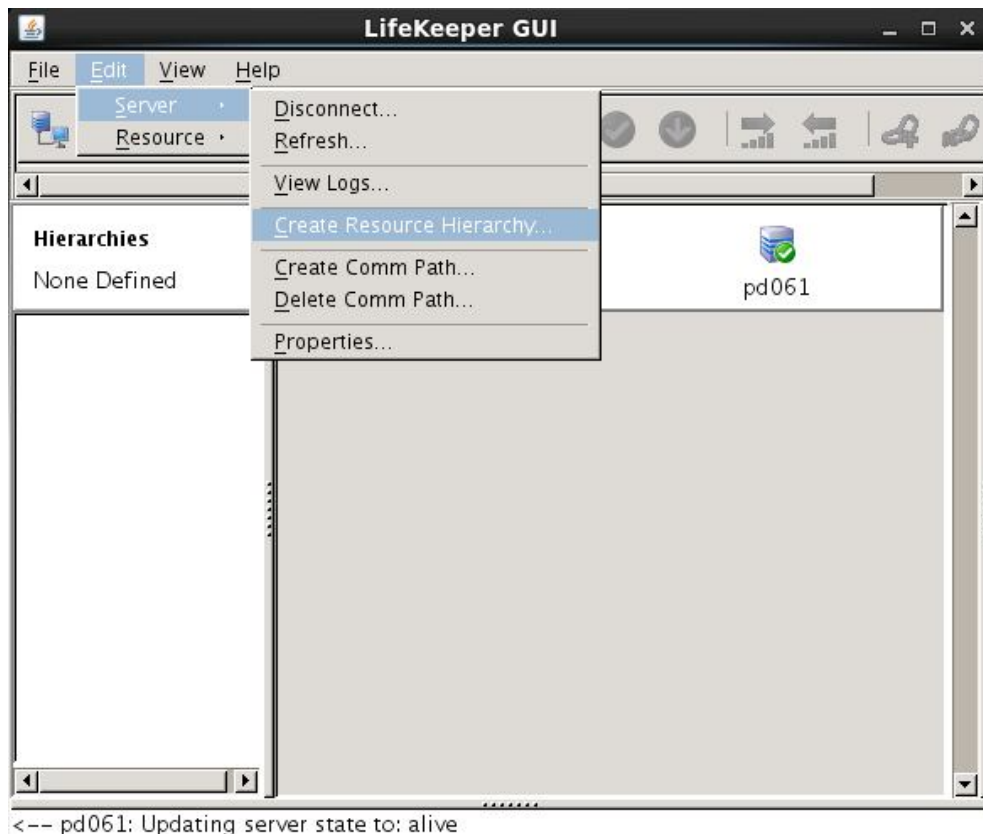 LifeKeeper GUI
File Edit View Help
Server
Resource
Disconnect...
Refresh...
View Logs...
Create Resource Hierarchy...
Create Comm Path...
Delete Comm Path...
Properties...
Hierarchies
None Defined
pd061
<-- pd061: Updating server state to: alive